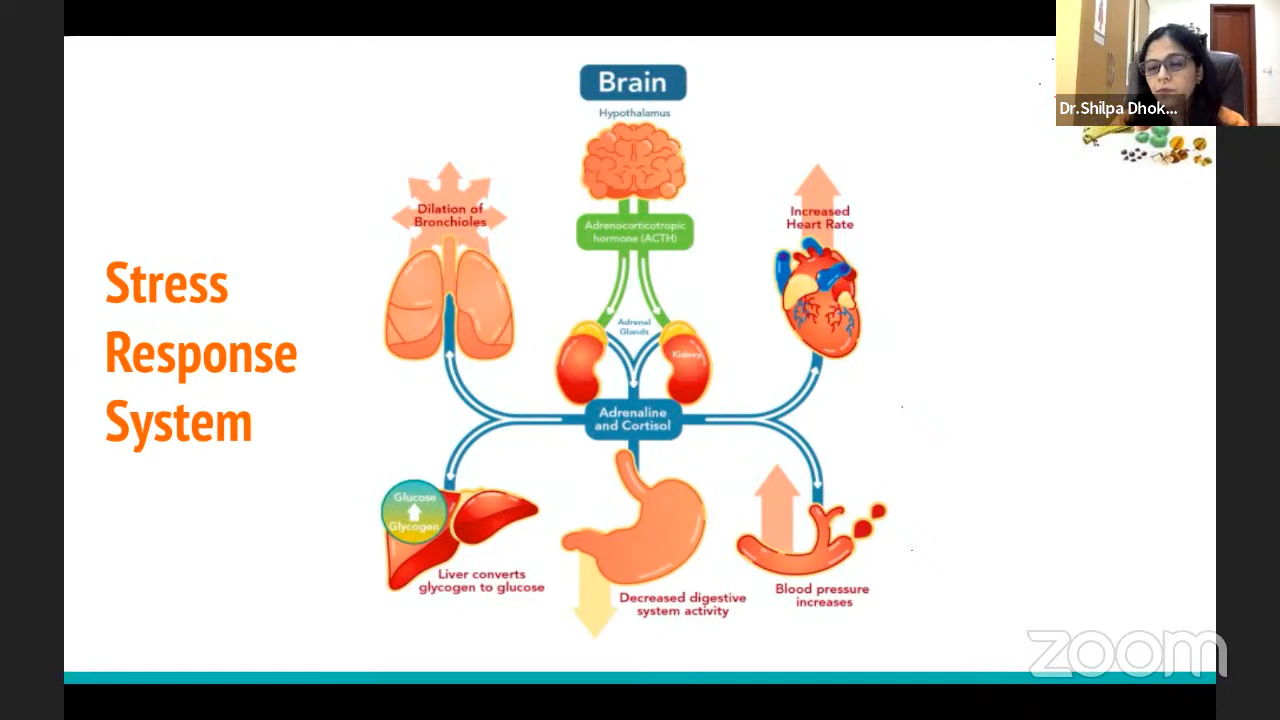 Brain
Hypothalamus
Dr.Shilpa Dhok...
Dilation of
Bronchioles
Adrenocorticotropic
hormone (ACTH)
Increased
Heart Rate
Stress
Response
System
Adrenal
Glands
Kidney
Adrenaline
and Cortisol
Glucose
Glycogen
Liver converts
glycogen to glucose
Decreased digestive
system activity
Blood pressure
increases
zoom